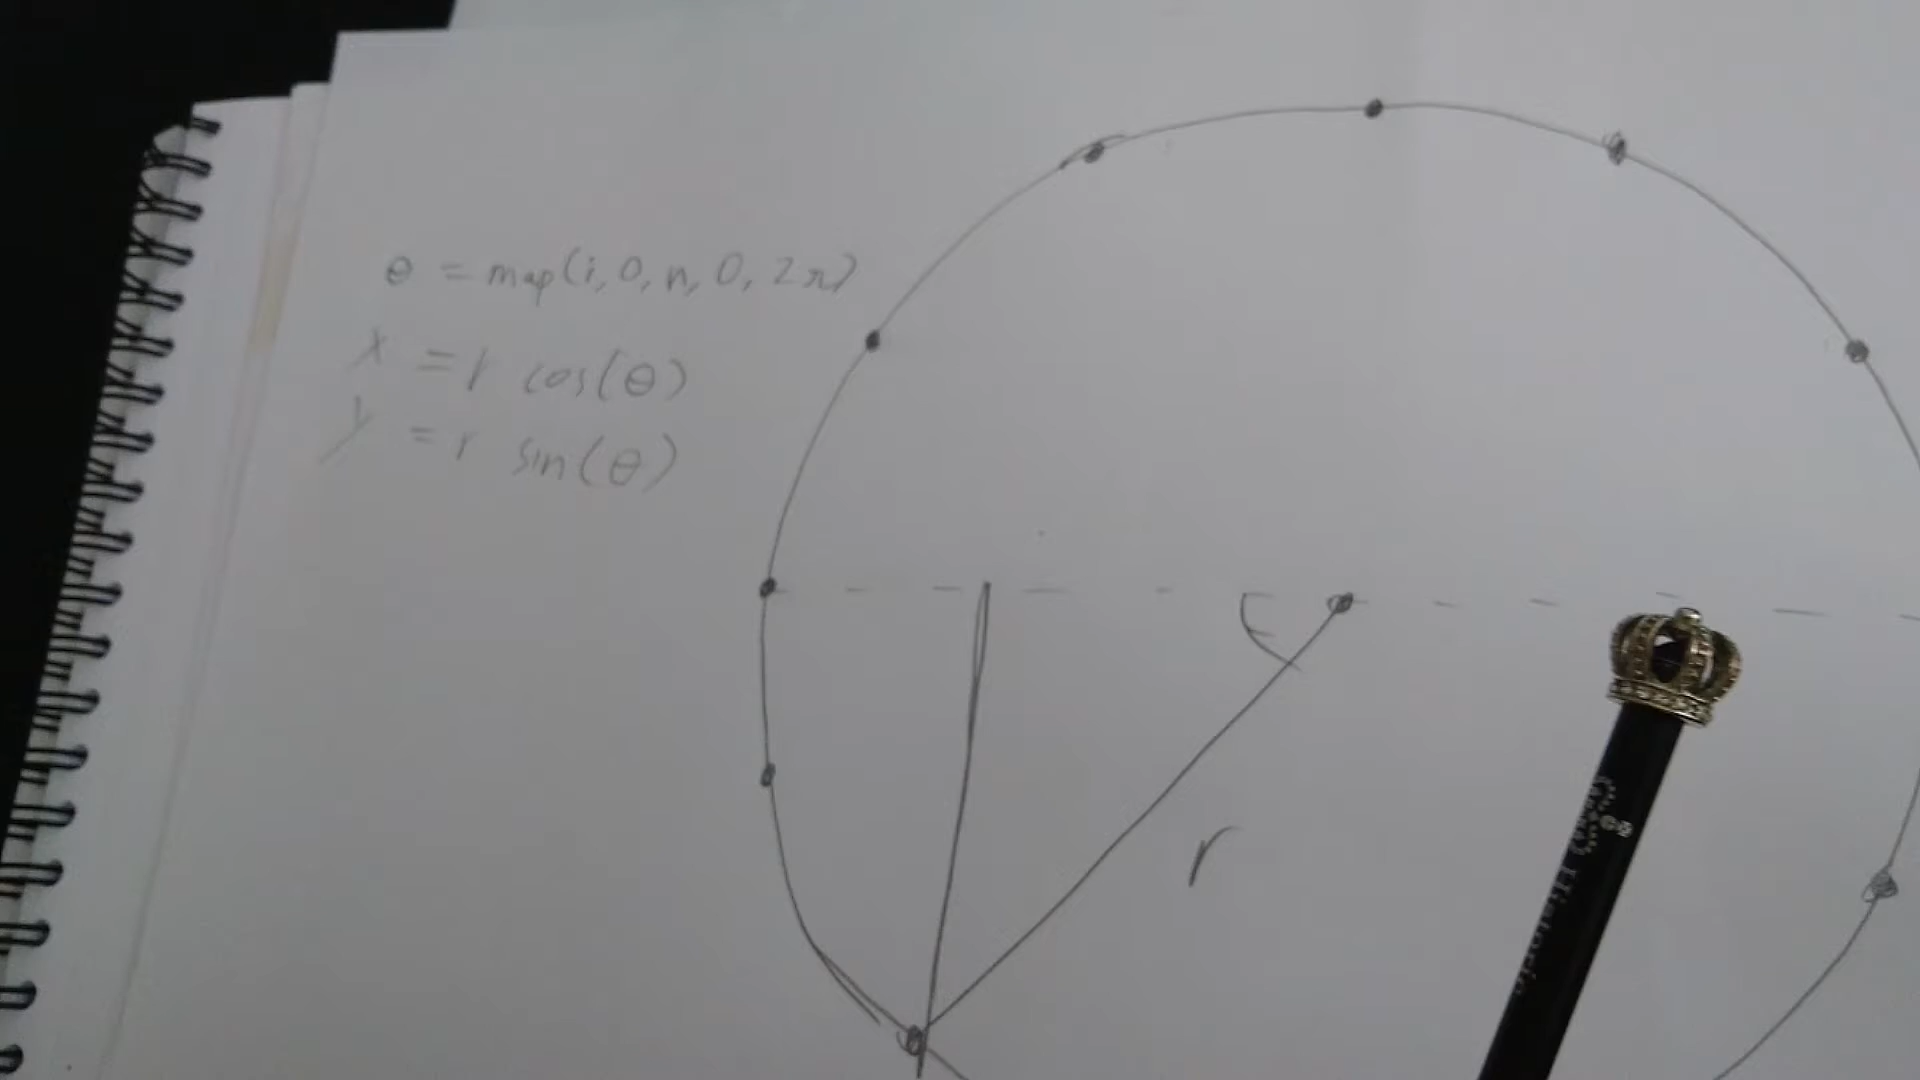 θ = map(i, 0, n, 0, 2π)
x = r cos(θ)
y = r sin(θ)
r